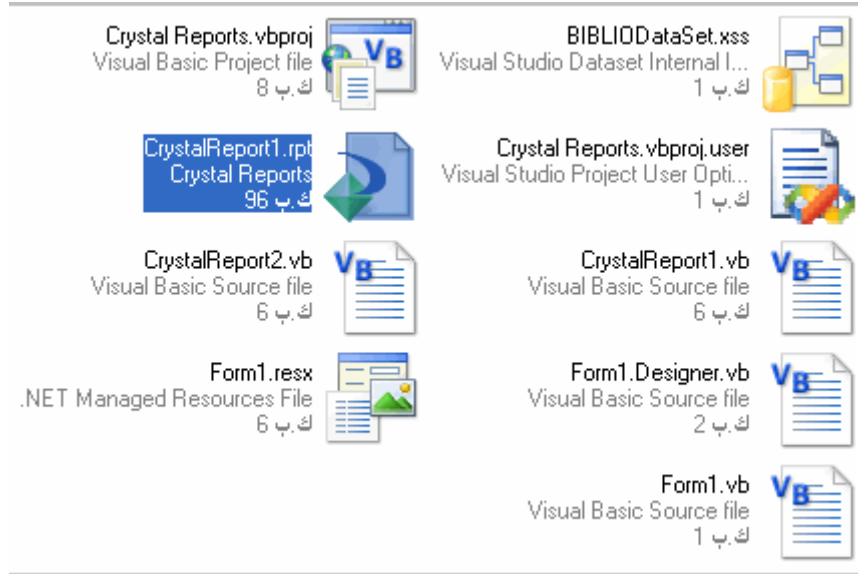 BIBLIODataSet.xss
Visual Studio Dataset Internal I...
1 ك.ب
Crystal Reports.vbproj
Visual Basic Project file
8 ك.ب
Crystal Reports.vbproj.user
Visual Studio Project User Opti...
1 ك.ب
CrystalReport1.rpt
Crystal Reports
96 ك.ب
CrystalReport1.vb
Visual Basic Source file
6 ك.ب
CrystalReport2.vb
Visual Basic Source file
6 ك.ب
Form1.Designer.vb
Visual Basic Source file
2 ك.ب
Form1.resx
.NET Managed Resources File
6 ك.ب
Form1.vb
Visual Basic Source file
1 ك.ب